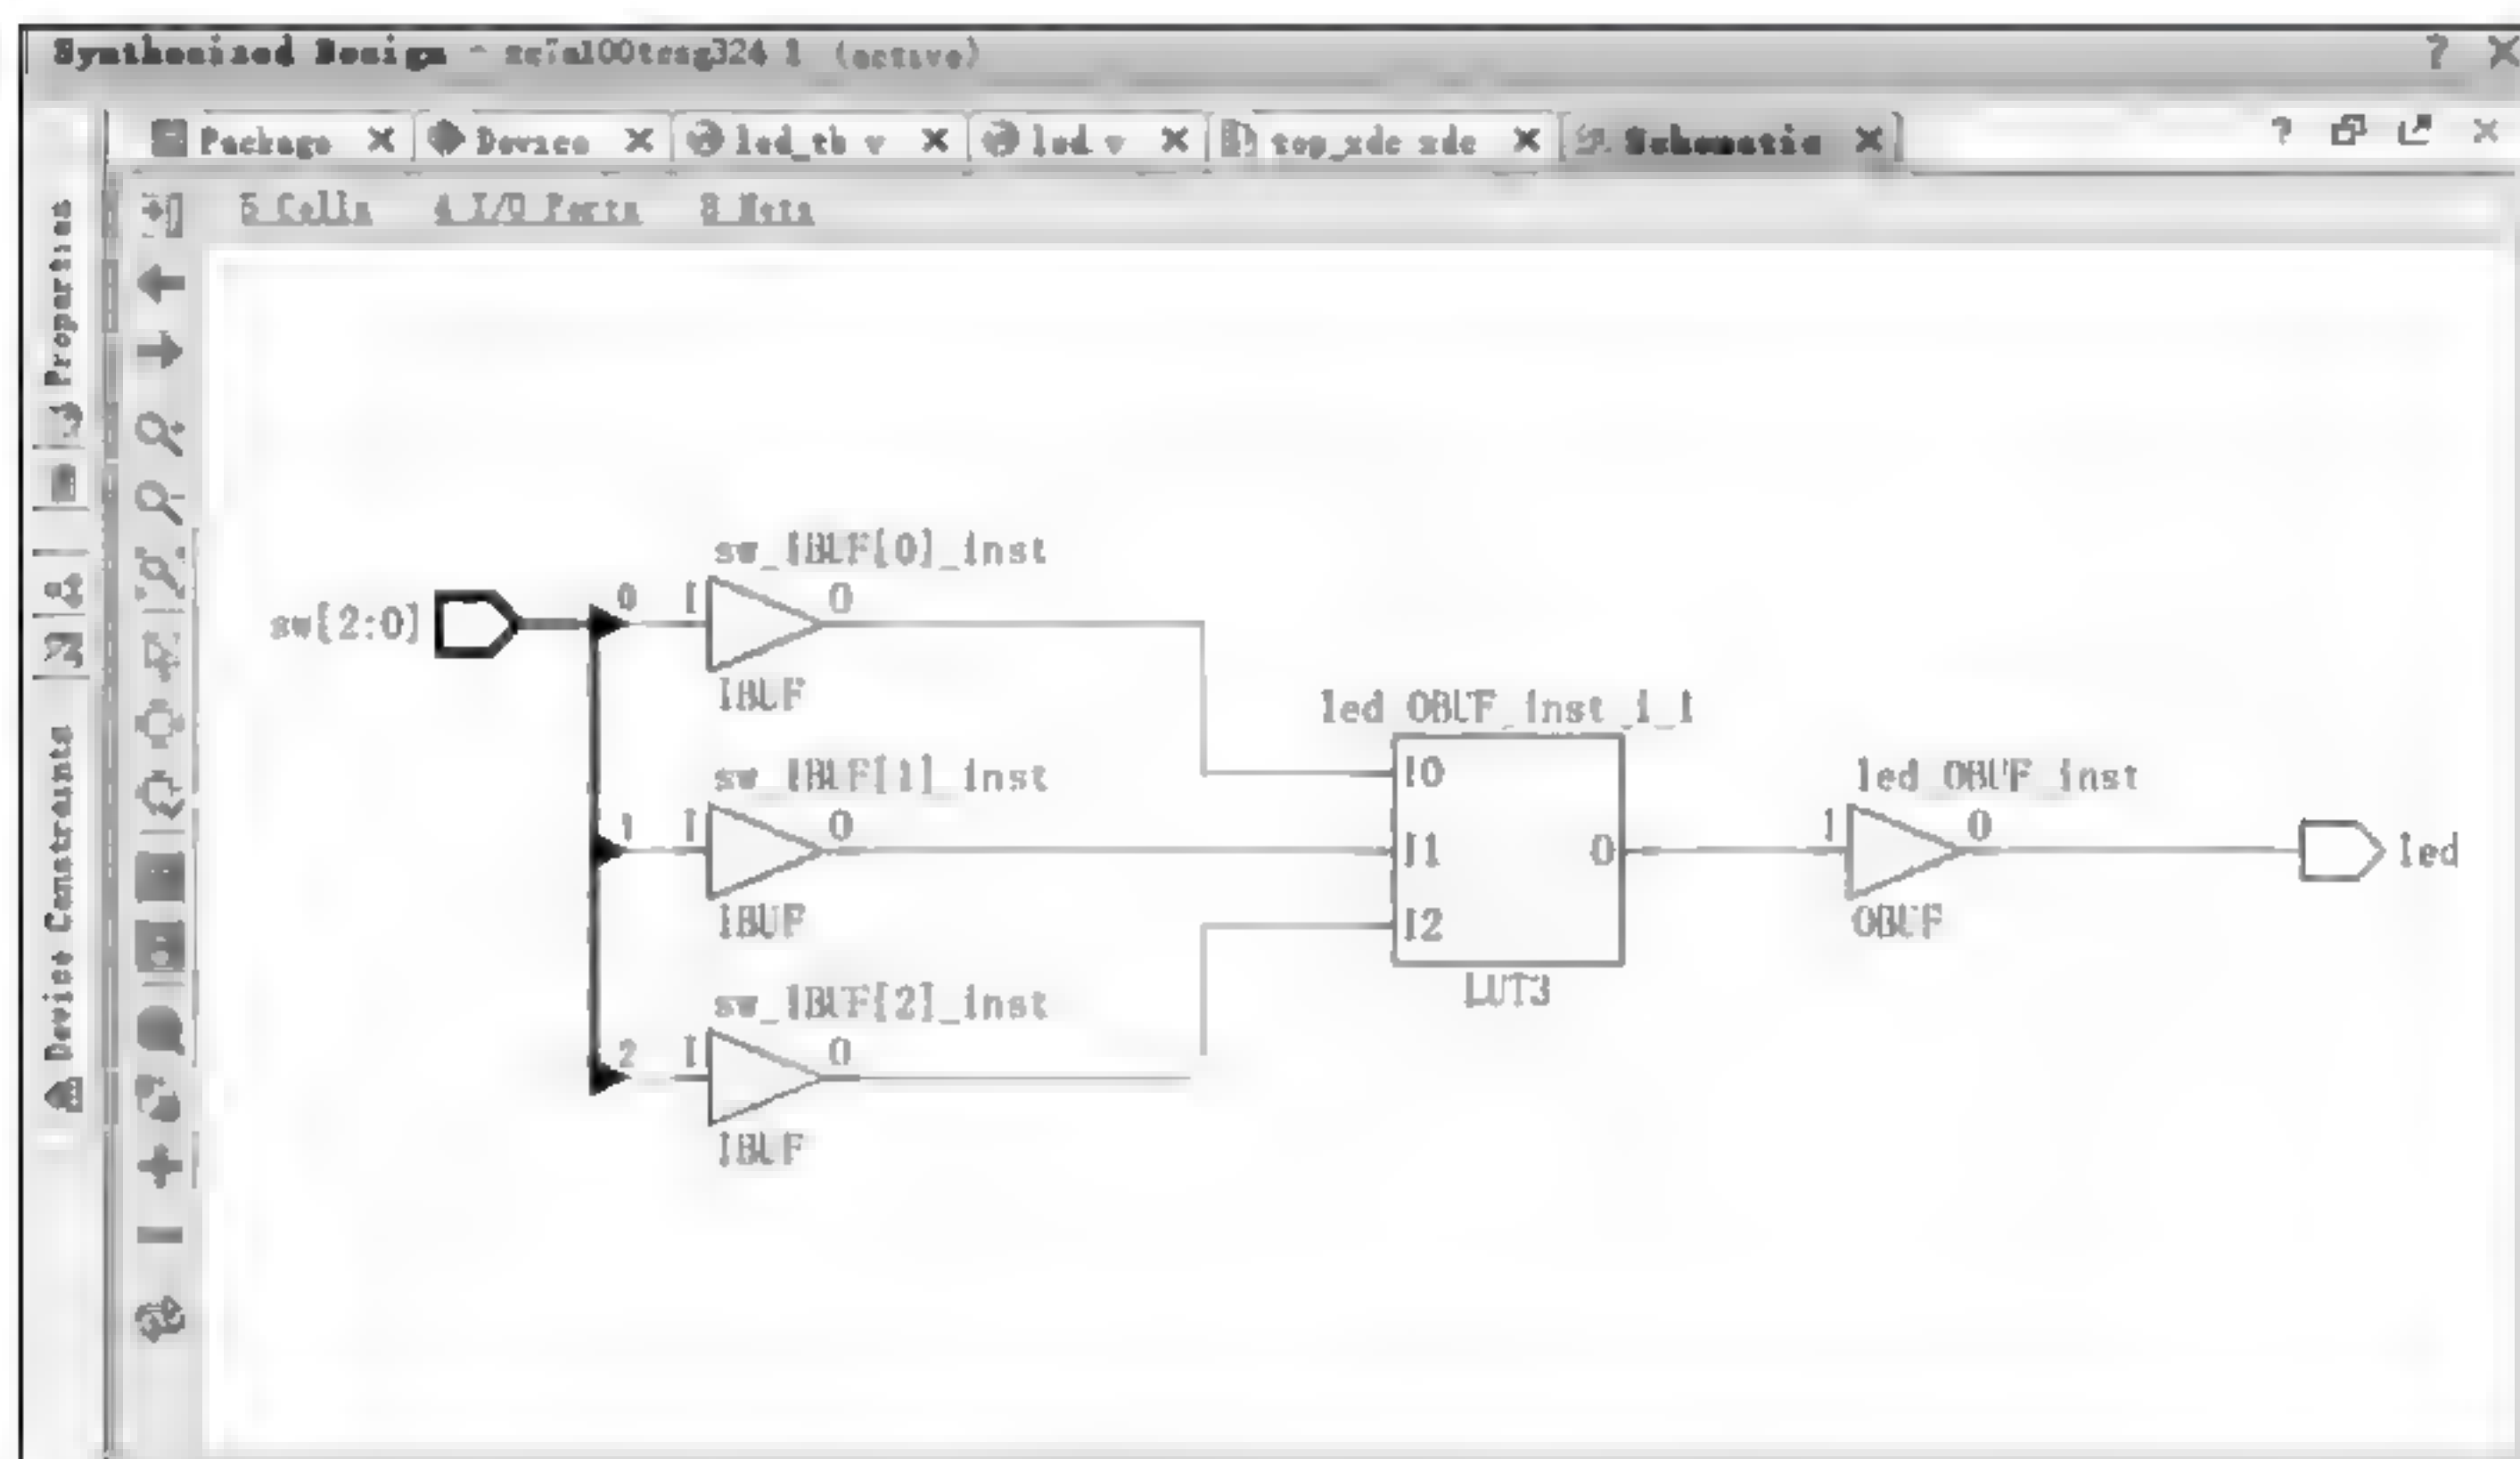 Synthesized Design - (active)
Package Device led_tb.v led.v top_xdc.xdc Schematic
5 Cells 4 I/O Ports 8 Nets
Properties
Device Constraints
sw_IBUF[0]_inst
sw[2:0] 0 I O
IBUF
led_OBUF_inst_i_1
sw_IBUF[1]_inst
I0
led_OBUF_inst
1 I O
I1 O
I O
led
IBUF
I2
OBUF
sw_IBUF[2]_inst
LUT3
2 I O
IBUF